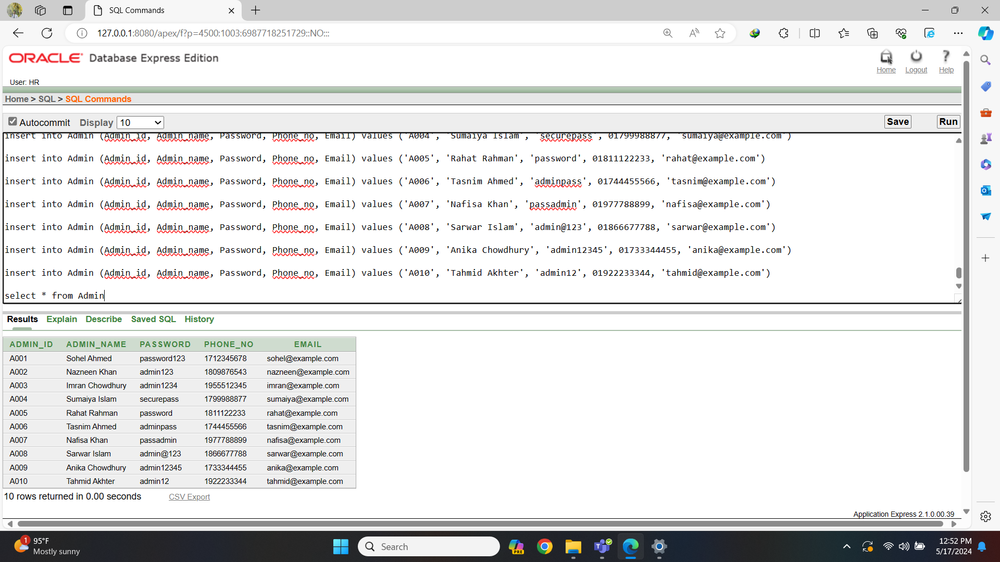 SQL Commands
127.0.0.1:8080/apex/f?p=4500:1003:6987718251729::NO:::
ORACLE Database Express Edition
Home Logout ? Help
User: HR
Home > SQL > SQL Commands
Autocommit Display 10 Save Run
insert into Admin (Admin_id, Admin_name, Password, Phone_no, Email) values ('A004', 'Sumaiya Islam', 'securepass', 01799988877, 'sumaiya@example.com')
insert into Admin (Admin_id, Admin_name, Password, Phone_no, Email) values ('A005', 'Rahat Rahman', 'password', 01811122233, 'rahat@example.com')
insert into Admin (Admin_id, Admin_name, Password, Phone_no, Email) values ('A006', 'Tasnim Ahmed', 'adminpass', 01744455566, 'tasnim@example.com')
insert into Admin (Admin_id, Admin_name, Password, Phone_no, Email) values ('A007', 'Nafisa Khan', 'passadmin', 01977788899, 'nafisa@example.com')
insert into Admin (Admin_id, Admin_name, Password, Phone_no, Email) values ('A008', 'Sarwar Islam', 'admin@123', 01866677788, 'sarwar@example.com')
insert into Admin (Admin_id, Admin_name, Password, Phone_no, Email) values ('A009', 'Anika Chowdhury', 'admin12345', 01733344455, 'anika@example.com')
insert into Admin (Admin_id, Admin_name, Password, Phone_no, Email) values ('A010', 'Tahmid Akhter', 'admin12', 01922233344, 'tahmid@example.com')
select * from Admin
Results Explain Describe Saved SQL History
ADMIN_ID ADMIN_NAME PASSWORD PHONE_NO EMAIL
A001 Sohel Ahmed password123 1712345678 sohel@example.com
A002 Nazneen Khan admin123 1809876543 nazneen@example.com
A003 Imran Chowdhury admin1234 1955512345 imran@example.com
A004 Sumaiya Islam securepass 1799988877 sumaiya@example.com
A005 Rahat Rahman password 1811122233 rahat@example.com
A006 Tasnim Ahmed adminpass 1744455566 tasnim@example.com
A007 Nafisa Khan passadmin 1977788899 nafisa@example.com
A008 Sarwar Islam admin@123 1866677788 sarwar@example.com
A009 Anika Chowdhury admin12345 1733344455 anika@example.com
A010 Tahmid Akhter admin12 1922233344 tahmid@example.com
10 rows returned in 0.00 seconds CSV Export
Application Express 2.1.0.00.39
1 95°F
Mostly sunny
Search
PRE
12:52 PM
5/17/2024